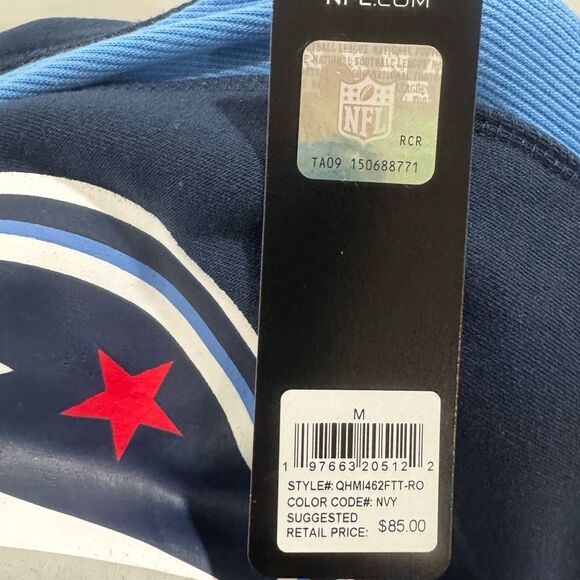 NFL.COM
NFL
RCR
TA09 150688771
M
1 97663 20512 2
STYLE#: QHMI462FTT-RO
COLOR CODE#: NVY
SUGGESTED
RETAIL PRICE: $85.00